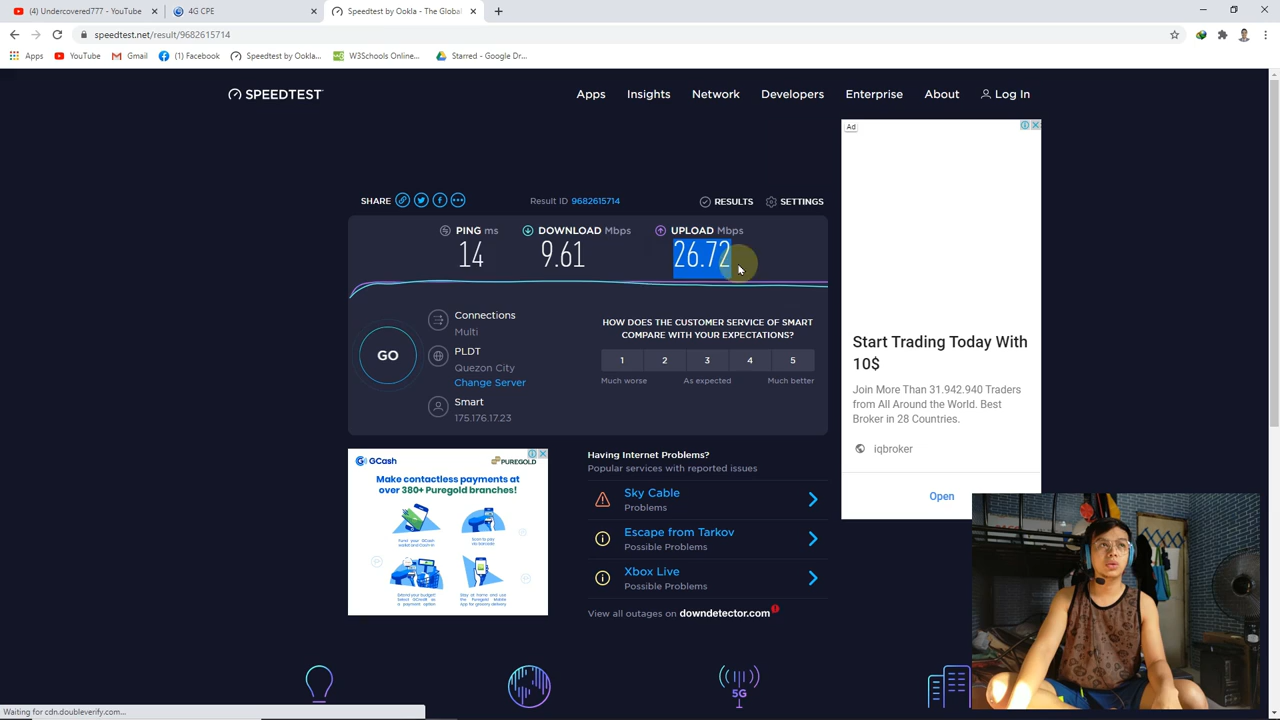 (4) Undercovered777 - YouTube
4G CPE
Speedtest by Ookla - The Global
speedtest.net/result/9682615714
Apps
YouTube
Gmail
(1) Facebook
Speedtest by Ookla...
W3Schools Online...
Starred - Google Dr...
SPEEDTEST
Apps
Insights
Network
Developers
Enterprise
About
Log In
Ad
SHARE
Result ID 9682615714
RESULTS
SETTINGS
PING ms
14
DOWNLOAD Mbps
9.61
UPLOAD Mbps
26.72
GO
Connections
Multi
PLDT
Quezon City
Change Server
Smart
175.176.17.23
HOW DOES THE CUSTOMER SERVICE OF SMART
COMPARE WITH YOUR EXPECTATIONS?
1 2 3 4 5
Much worse As expected Much better
Start Trading Today With
10$
Join More Than 31.942.940 Traders
from All Around the World. Best
Broker in 28 Countries.
iqbroker
Open
GCash
PUREGOLD
Make contactless payments at
over 380+ Puregold branches!
Having Internet Problems?
Popular services with reported issues
Sky Cable
Problems
Escape from Tarkov
Possible Problems
Xbox Live
Possible Problems
View all outages on downdetector.com
5G
Waiting for cdn.doubleverify.com...